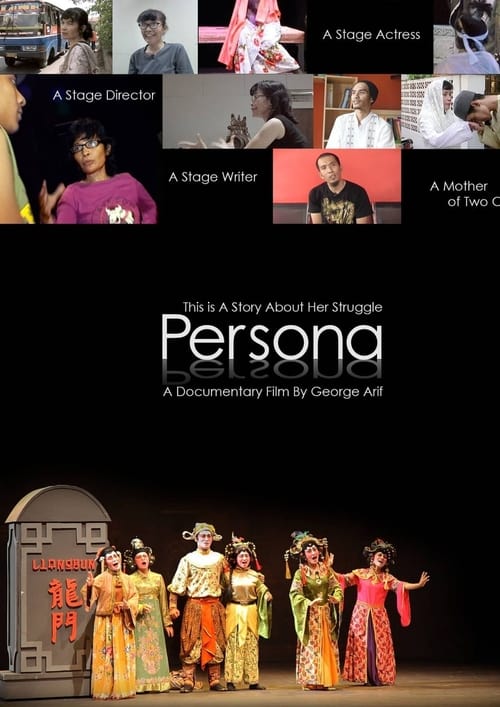 A Stage Actress
A Stage Director
A Stage Writer
A Mother
of Two C
This is A Story About Her Struggle
Persona
A Documentary Film By George Arif
龍
門